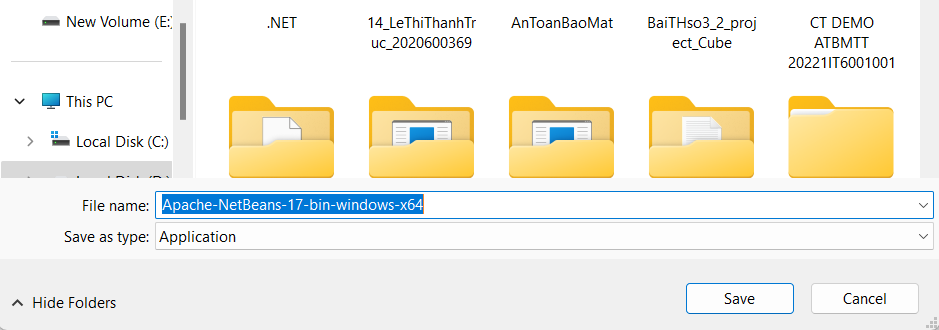 New Volume (E:)
This PC
Local Disk (C:)
.NET
14_LeThiThanhTr
uc_2020600369
AnToanBaoMat
BaiTHso3_2_proj
ect_Cube
CT DEMO
ATBMTT
20221IT6001001
File name: Apache-NetBeans-17-bin-windows-x64
Save as type: Application
Hide Folders
Save
Cancel